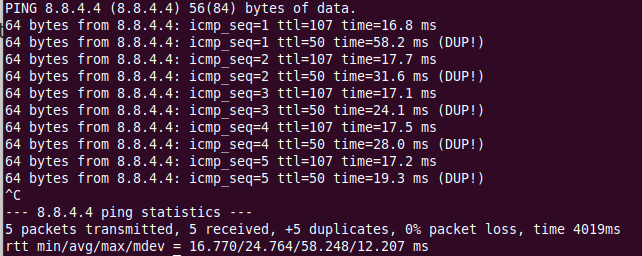 PING 8.8.4.4 (8.8.4.4) 56(84) bytes of data.
64 bytes from 8.8.4.4: icmp_seq=1 ttl=107 time=16.8 ms
64 bytes from 8.8.4.4: icmp_seq=1 ttl=50 time=58.2 ms (DUP!)
64 bytes from 8.8.4.4: icmp_seq=2 ttl=107 time=17.7 ms
64 bytes from 8.8.4.4: icmp_seq=2 ttl=50 time=31.6 ms (DUP!)
64 bytes from 8.8.4.4: icmp_seq=3 ttl=107 time=17.1 ms
64 bytes from 8.8.4.4: icmp_seq=3 ttl=50 time=24.1 ms (DUP!)
64 bytes from 8.8.4.4: icmp_seq=4 ttl=107 time=17.5 ms
64 bytes from 8.8.4.4: icmp_seq=4 ttl=50 time=28.0 ms (DUP!)
64 bytes from 8.8.4.4: icmp_seq=5 ttl=107 time=17.2 ms
64 bytes from 8.8.4.4: icmp_seq=5 ttl=50 time=19.3 ms (DUP!)
^C
--- 8.8.4.4 ping statistics ---
5 packets transmitted, 5 received, +5 duplicates, 0% packet loss, time 4019ms
rtt min/avg/max/mdev = 16.770/24.764/58.248/12.207 ms